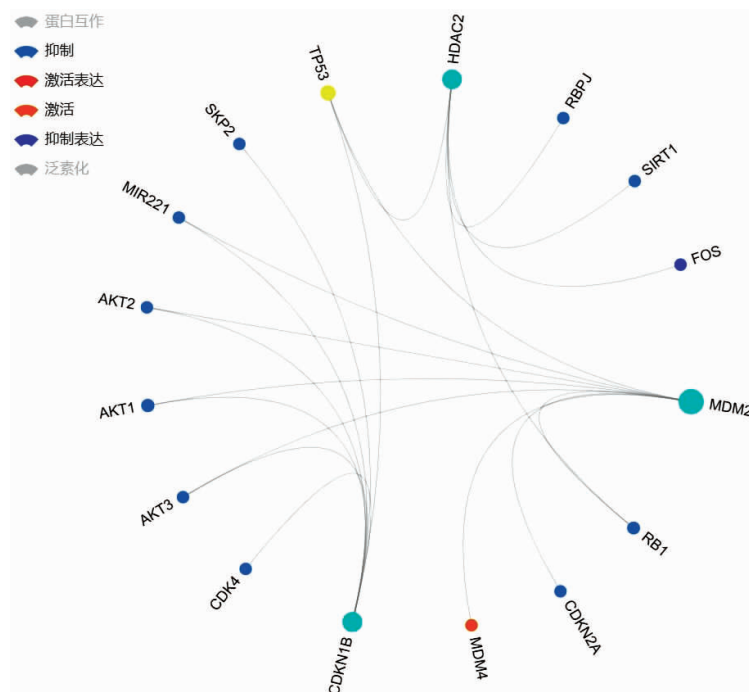 蛋白互作
抑制
激活表达
激活
抑制表达
泛素化
TP53
HDAC2
RBPJ
SIRT1
FOS
MDM2
RB1
CDKN2A
MDM4
CDKN1B
CDK4
AKT3
AKT1
AKT2
MIR221
SKP2